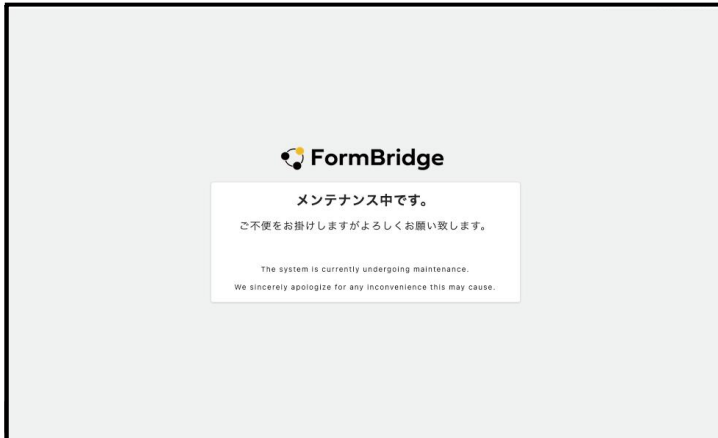 FormBridge
メンテナンス中です。
ご不便をお掛けしますがよろしくお願い致します。
The system is currently undergoing maintenance.
We sincerely apologize for any inconvenience this may cause.